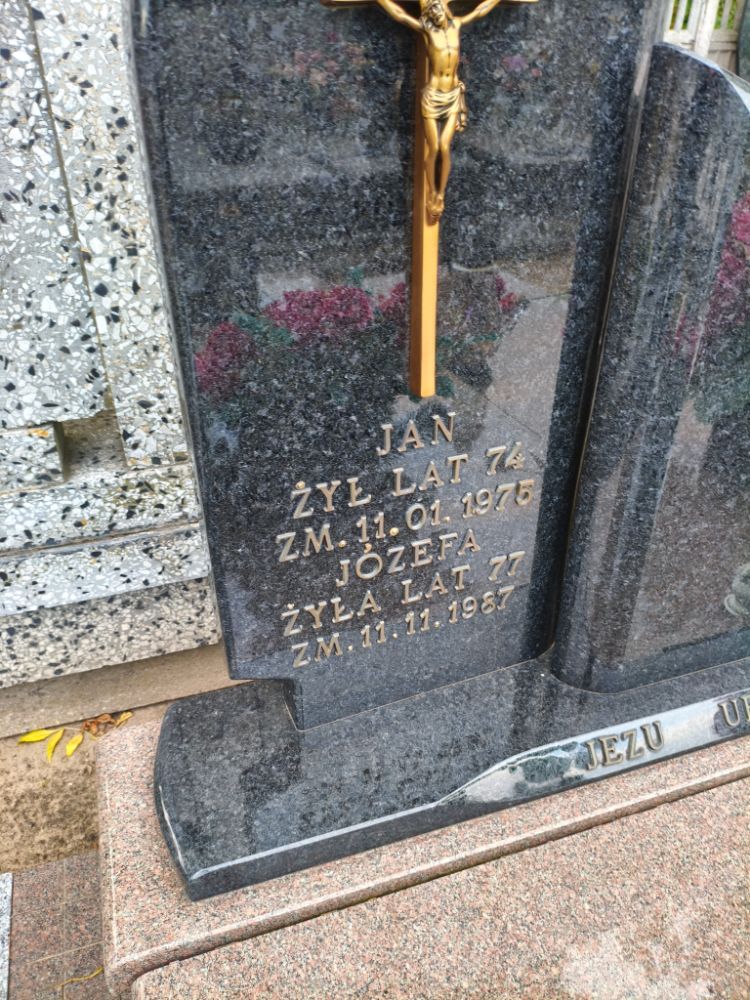 JAN
ŻYŁ LAT 74
ZM. 11.01.1975
JÓZEFA
ŻYŁA LAT 77
ZM. 11.11.1987
JEZU